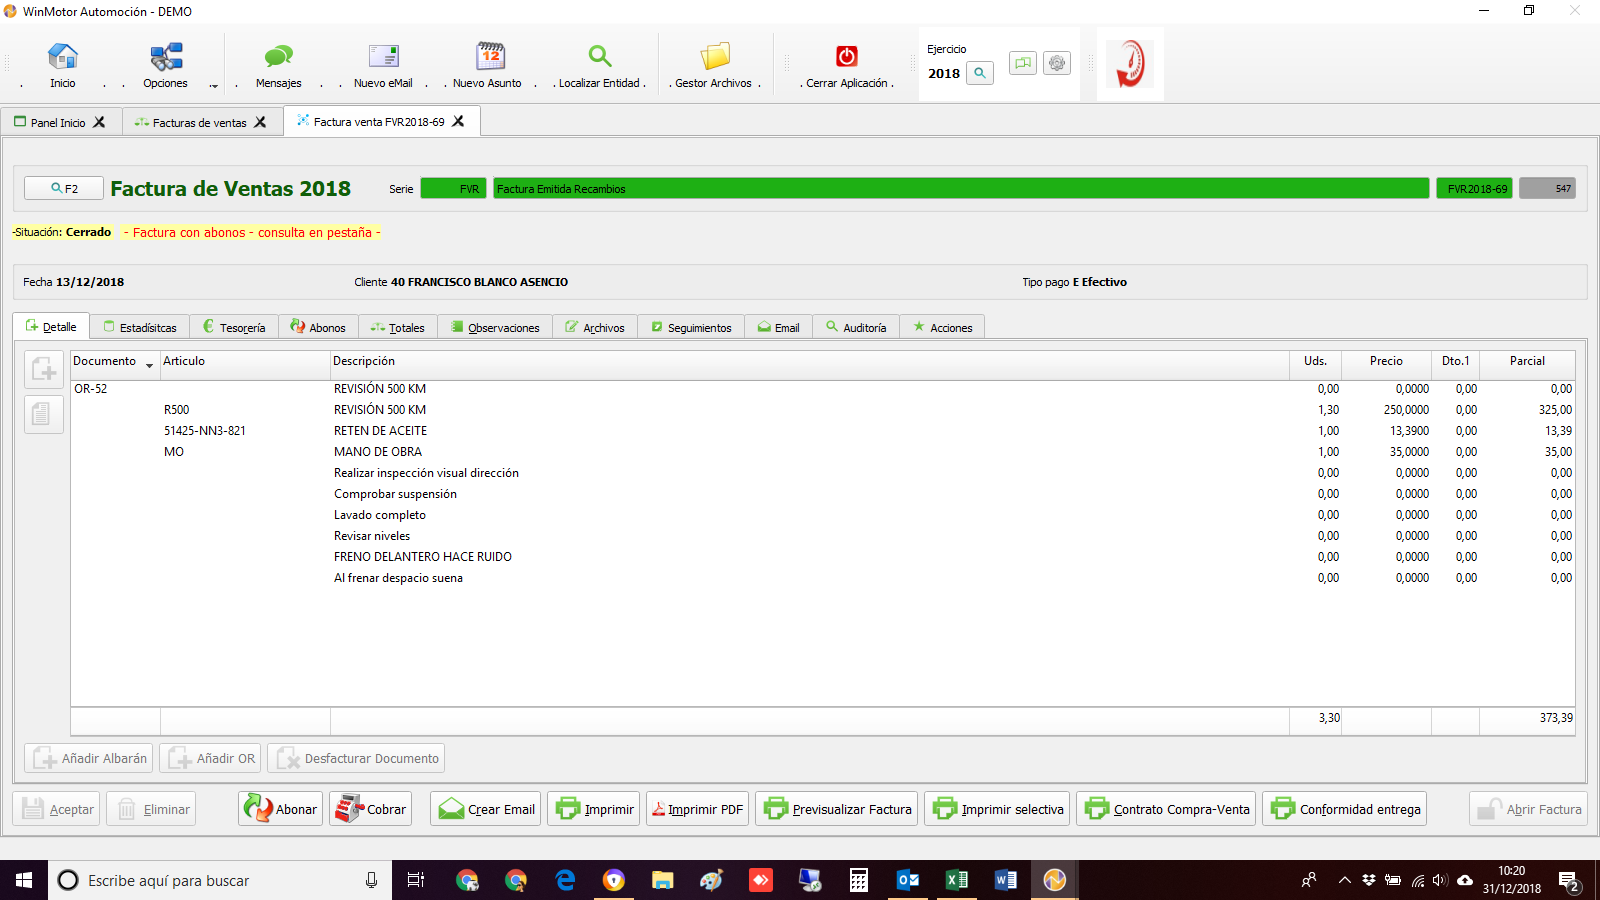 WinMotor Automoción - DEMO
. Inicio .
. Opciones .
. Mensajes .
. Nuevo eMail .
. Nuevo Asunto .
. Localizar Entidad .
. Gestor Archivos .
. Cerrar Aplicación .
Ejercicio
2018
Panel Inicio
Facturas de ventas
Factura venta FVR2018-69
F2
Factura de Ventas 2018
Serie
FVR
Factura Emitida Recambios
FVR2018-69
547
-Situación: Cerrado
- Factura con abonos - consulta en pestaña -
Fecha 13/12/2018
Cliente 40 FRANCISCO BLANCO ASENCIO
Tipo pago E Efectivo
Detalle
Estadísitcas
Tesorería
Abonos
Totales
Observaciones
Archivos
Seguimientos
Email
Auditoría
Acciones
Documento Articulo Descripción Uds. Precio Dto.1 Parcial
OR-52 REVISIÓN 500 KM 0,00 0,0000 0,00 0,00
R500 REVISIÓN 500 KM 1,30 250,0000 0,00 325,00
51425-NN3-821 RETEN DE ACEITE 1,00 13,3900 0,00 13,39
MO MANO DE OBRA 1,00 35,0000 0,00 35,00
Realizar inspección visual dirección 0,00 0,0000 0,00 0,00
Comprobar suspensión 0,00 0,0000 0,00 0,00
Lavado completo 0,00 0,0000 0,00 0,00
Revisar niveles 0,00 0,0000 0,00 0,00
FRENO DELANTERO HACE RUIDO 0,00 0,0000 0,00 0,00
Al frenar despacio suena 0,00 0,0000 0,00 0,00
3,30 373,39
Añadir Albarán
Añadir OR
Desfacturar Documento
Aceptar
Eliminar
Abonar
Cobrar
Crear Email
Imprimir
Imprimir PDF
Previsualizar Factura
Imprimir selectiva
Contrato Compra-Venta
Conformidad entrega
Abrir Factura
Escribe aquí para buscar
10:20
31/12/2018
2